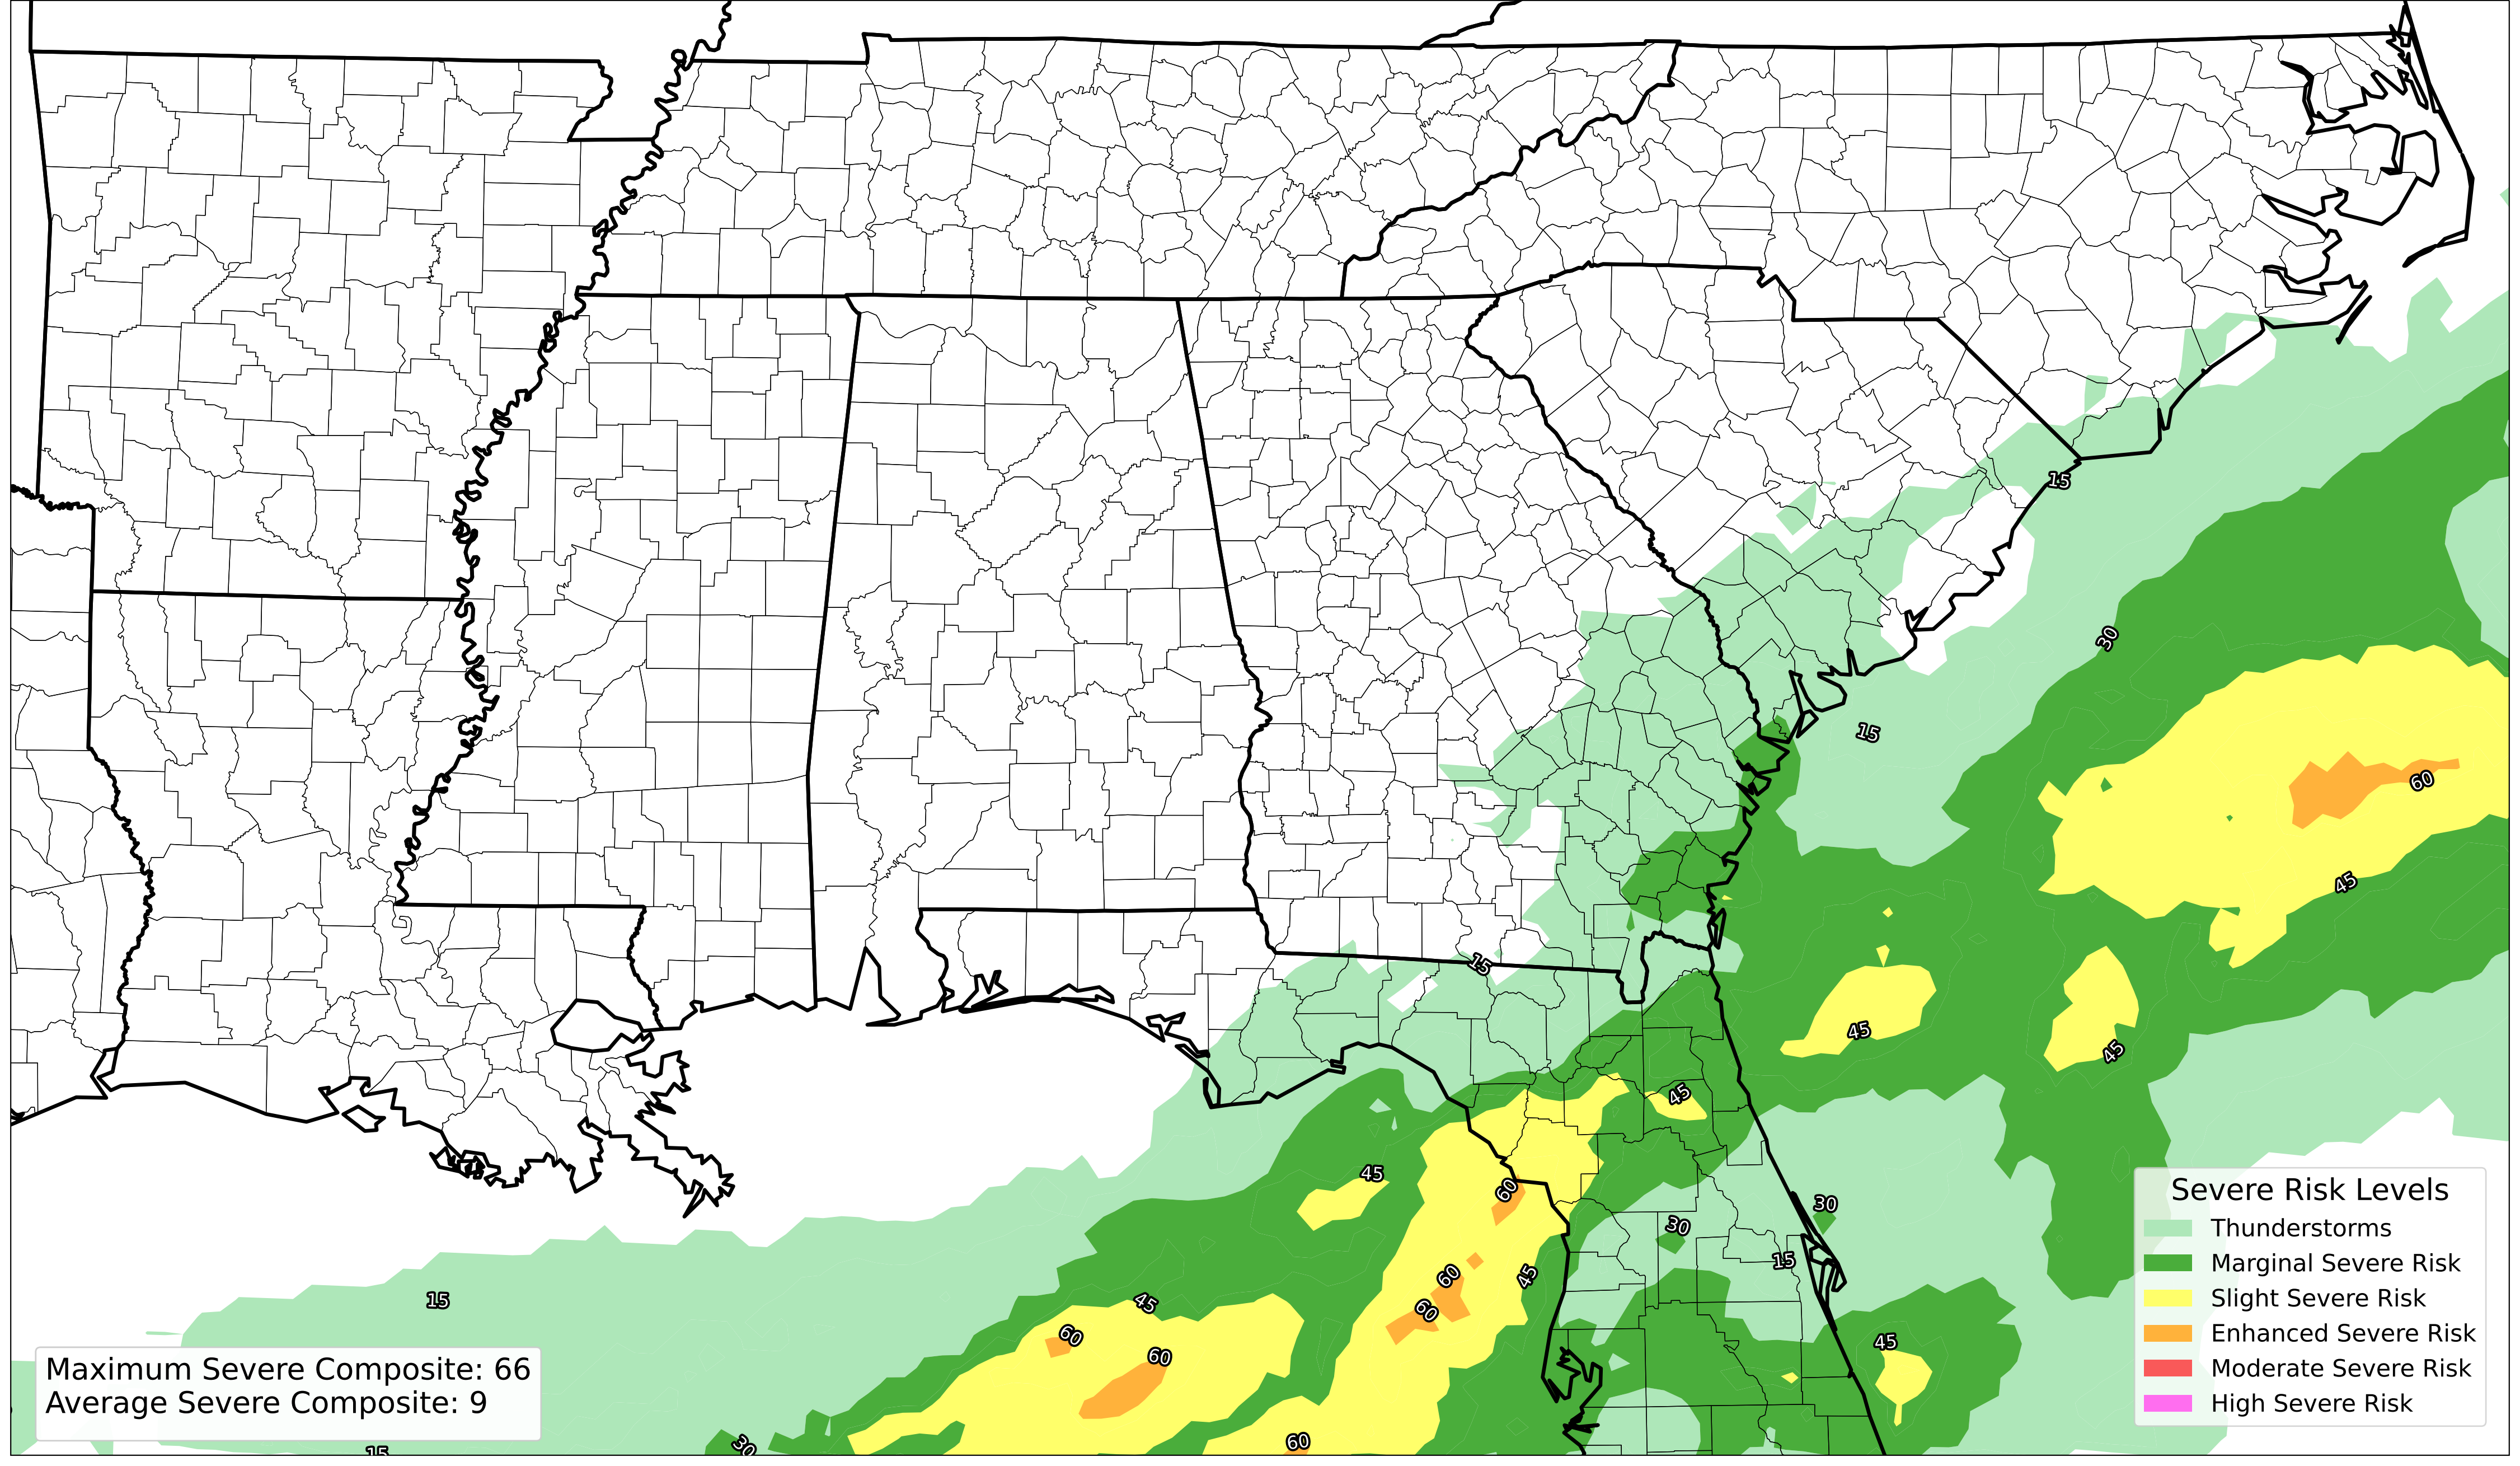 15
30
15
60
45
15
45
45
45
45
60
30
30
15
60
45
15
45
60
60
45
60
Severe Risk Levels
Thunderstorms
Marginal Severe Risk
Slight Severe Risk
Enhanced Severe Risk
Moderate Severe Risk
High Severe Risk
Maximum Severe Composite: 66
Average Severe Composite: 9
15
30
60